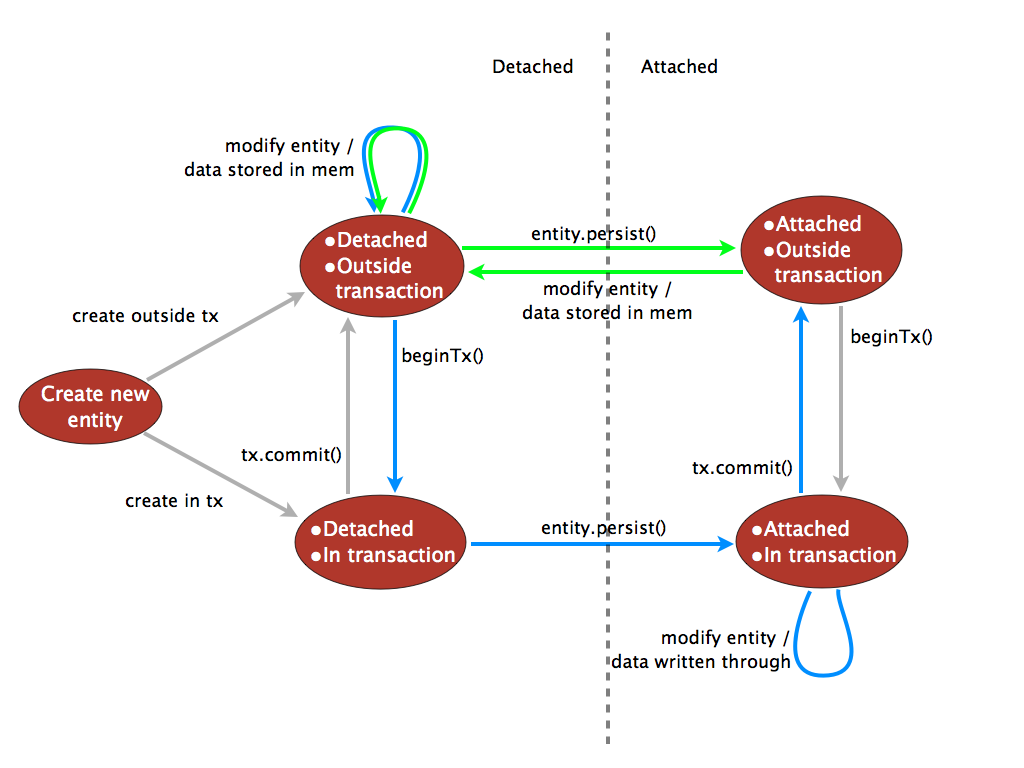 Detached
Attached
modify entity /
data stored in mem
●Detached
●Outside
transaction
entity.persist()
modify entity /
data stored in mem
●Attached
●Outside
transaction
create outside tx
beginTx()
beginTx()
Create new
entity
tx.commit()
tx.commit()
create in tx
●Detached
●In transaction
entity.persist()
●Attached
●In transaction
modify entity /
data written through